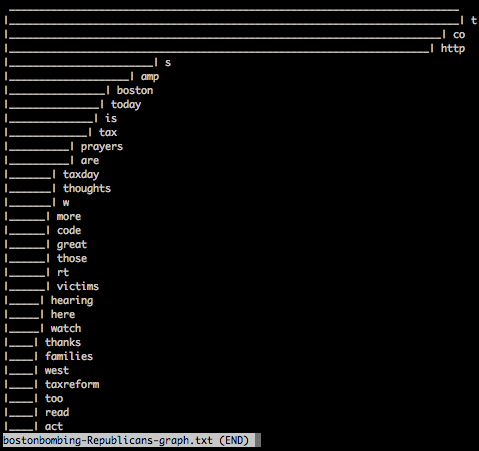 t
co
http
s
amp
boston
today
is
tax
prayers
are
taxday
thoughts
w
more
code
great
those
rt
victims
hearing
here
watch
thanks
families
west
taxreform
too
read
act
bostonbombing-Republicans-graph.txt (END)